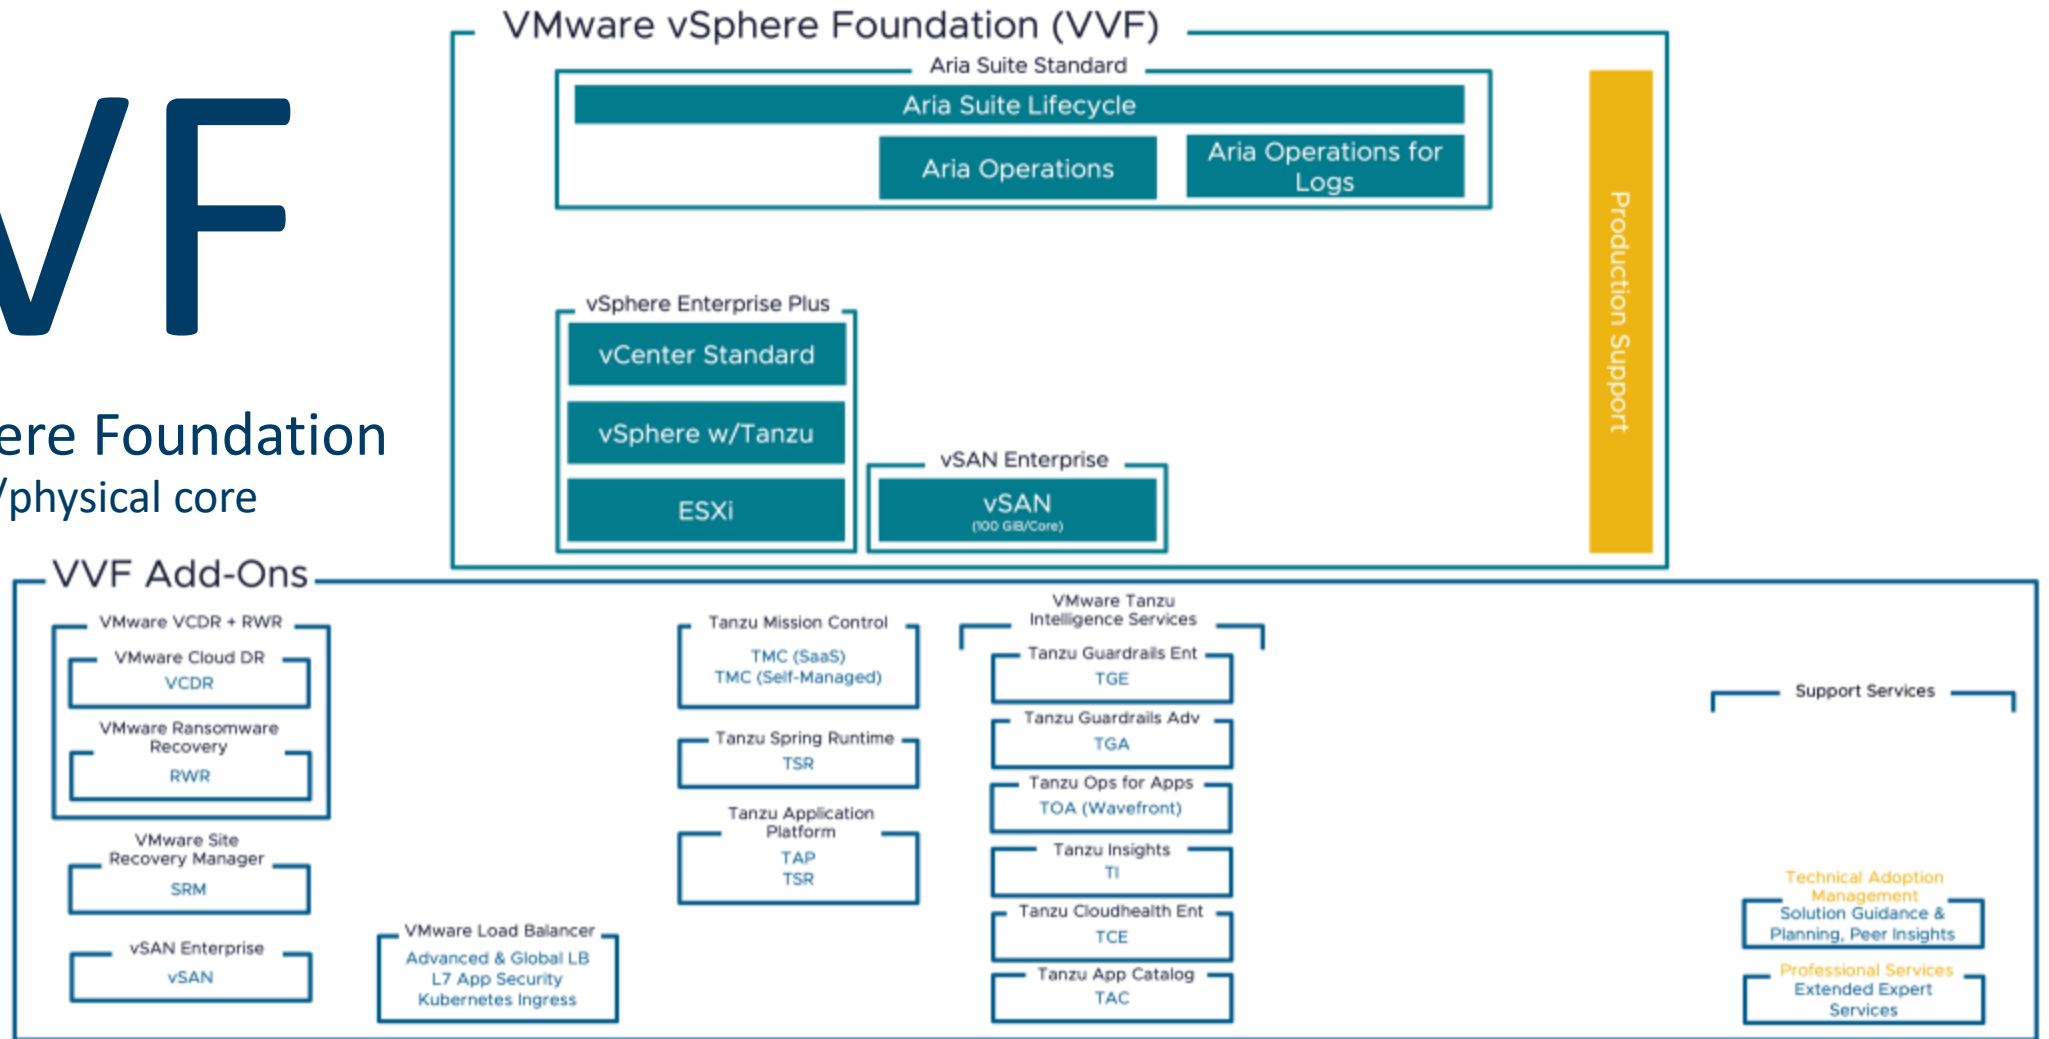 VMware vSphere Foundation (VVF)
Aria Suite Standard
Aria Suite Lifecycle
Aria Operations
Aria Operations for
Logs
Production Support
VF
vSphere Enterprise Plus
vCenter Standard
vSphere w/Tanzu
ESXi
vSAN Enterprise
vSAN
(100 GiB/Core)
ere Foundation
/physical core
VVF Add-Ons
VMware VCDR + RWR
VMware Cloud DR
VCDR
VMware Ransomware
Recovery
RWR
VMware Site
Recovery Manager
SRM
vSAN Enterprise
vSAN
VMware Load Balancer
Advanced & Global LB
L7 App Security
Kubernetes Ingress
Tanzu Mission Control
TMC (SaaS)
TMC (Self-Managed)
Tanzu Spring Runtime
TSR
Tanzu Application
Platform
TAP
TSR
VMware Tanzu
Intelligence Services
Tanzu Guardrails Ent
TGE
Tanzu Guardrails Adv
TGA
Tanzu Ops for Apps
TOA (Wavefront)
Tanzu Insights
TI
Tanzu Cloudhealth Ent
TCE
Tanzu App Catalog
TAC
Support Services
Technical Adoption
Management
Solution Guidance &
Planning, Peer Insights
Professional Services
Extended Expert
Services